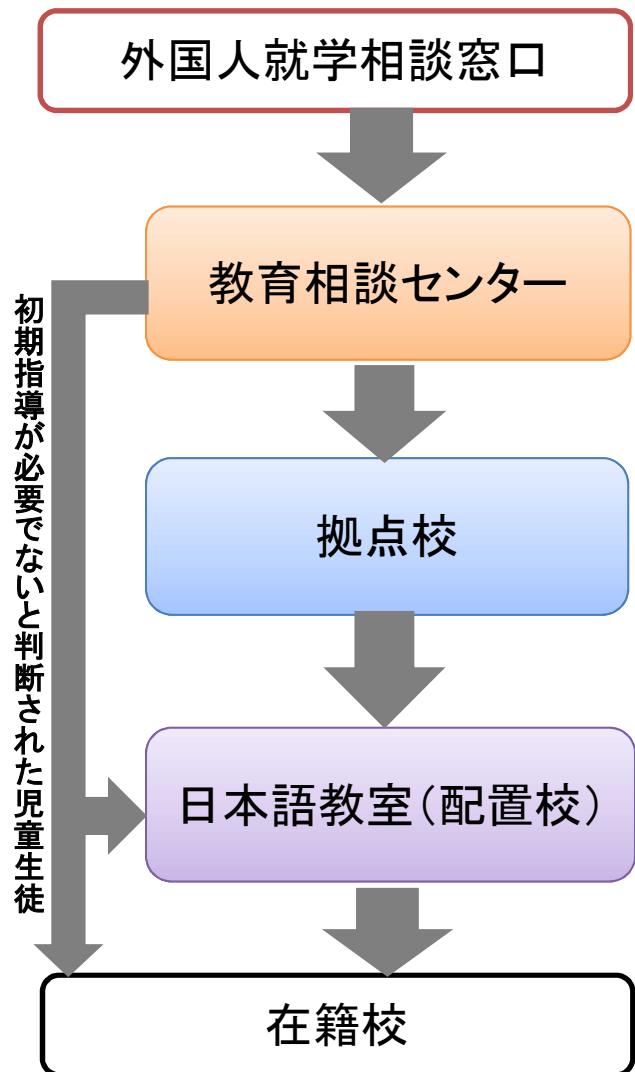 外国人就学相談窓口
教育相談センター
初期指導が必要でないと判断された児童生徒
拠点校
日本語教室（配置校）
在籍校